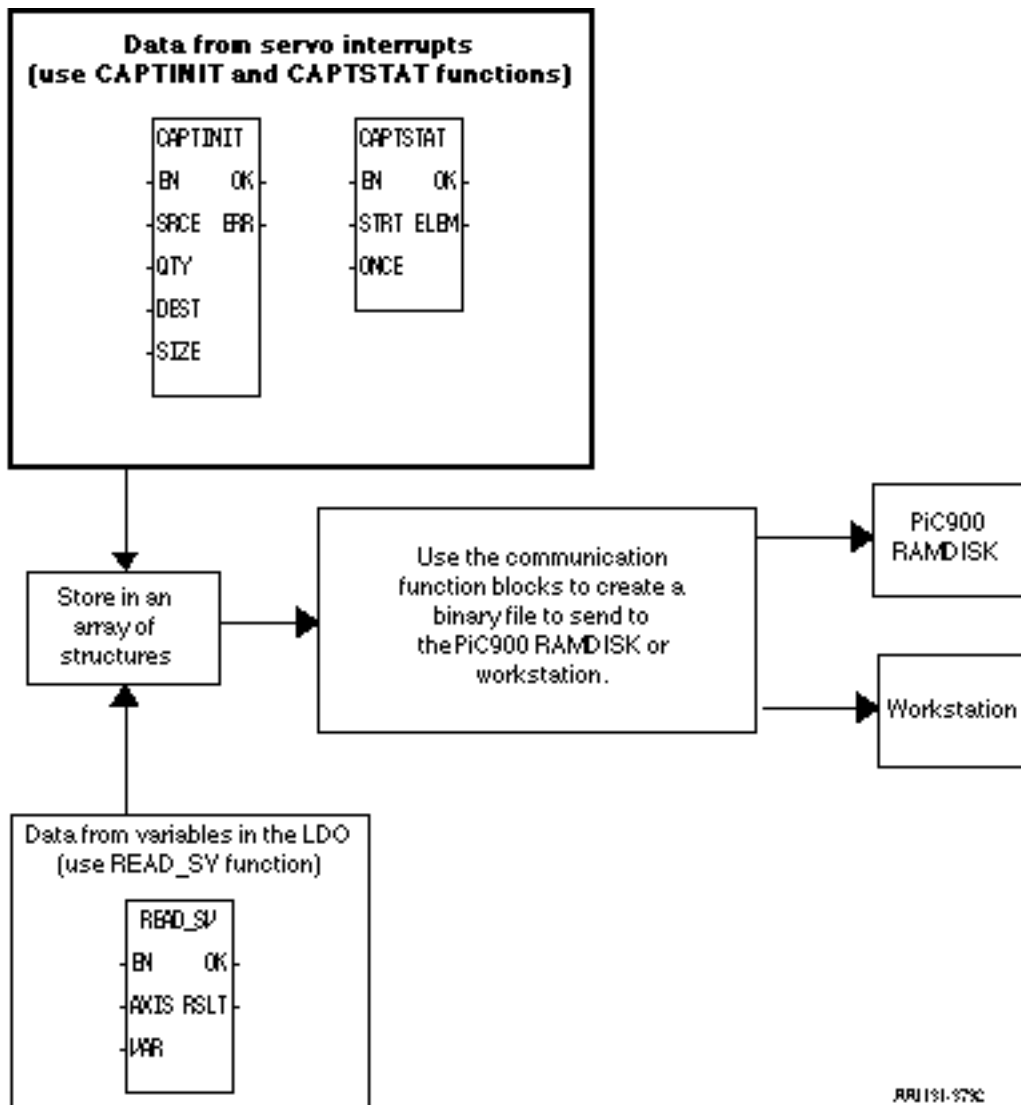 Data from servo interrupts
(use CAPTINIT and CAPTSTAT functions)
CAPTINIT
EN OK
SRCE ERR
QTY
DEST
SIZE
CAPTSTAT
EN OK
STRT ELEM
ONCE
Store in an
array of
structures
Use the communication
function blocks to create a
binary file to send to
the PiC900 RAMDISK or
workstation.
PiC900
RAMDISK
Workstation
Data from variables in the LDO
(use READ_SV function)
READ_SV
EN OK
AXIS RSLT
VAR